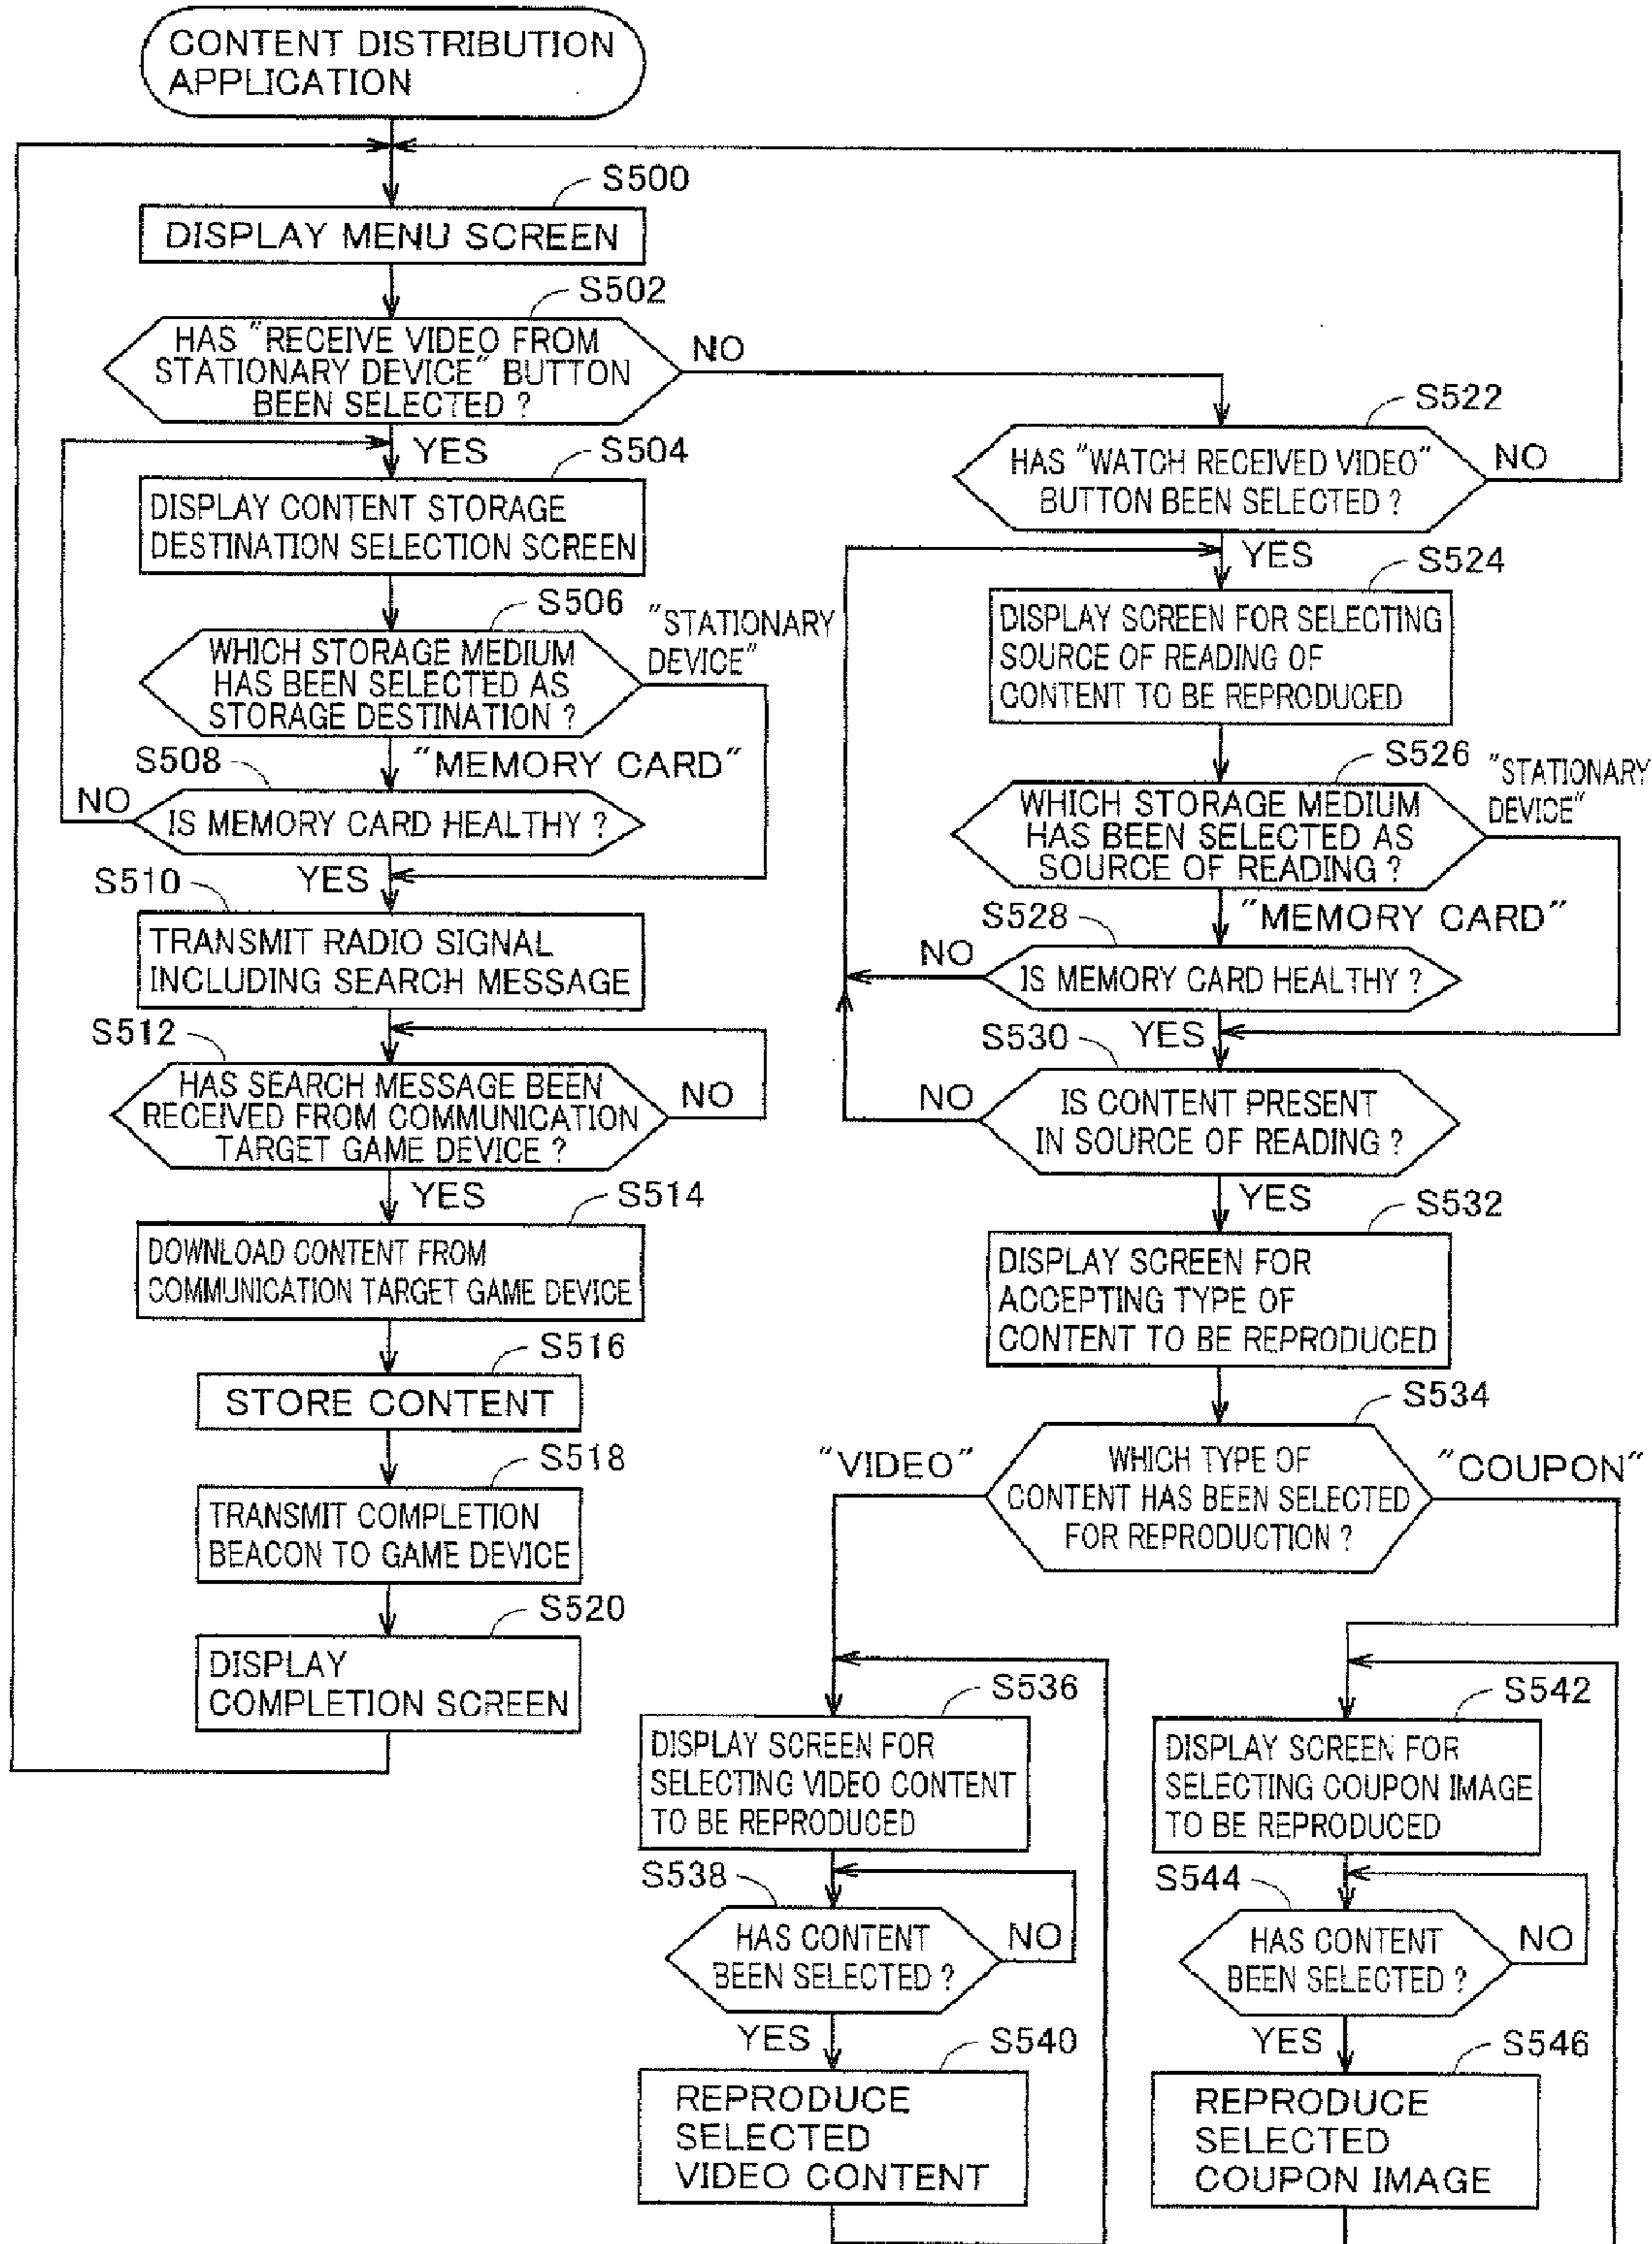 CONTENT DISTRIBUTION
APPLICATION
S500
DISPLAY MENU SCREEN
S502
HAS "RECEIVE VIDEO FROM
STATIONARY DEVICE" BUTTON
BEEN SELECTED ?
NO
YES
S504
DISPLAY CONTENT STORAGE
DESTINATION SELECTION SCREEN
S506
WHICH STORAGE MEDIUM
HAS BEEN SELECTED AS
STORAGE DESTINATION ?
"STATIONARY
DEVICE"
"MEMORY CARD"
S508
IS MEMORY CARD HEALTHY ?
NO
YES
S510
TRANSMIT RADIO SIGNAL
INCLUDING SEARCH MESSAGE
S512
HAS SEARCH MESSAGE BEEN
RECEIVED FROM COMMUNICATION
TARGET GAME DEVICE ?
NO
YES
S514
DOWNLOAD CONTENT FROM
COMMUNICATION TARGET GAME DEVICE
S516
STORE CONTENT
S518
TRANSMIT COMPLETION
BEACON TO GAME DEVICE
S520
DISPLAY
COMPLETION SCREEN
S522
HAS "WATCH RECEIVED VIDEO"
BUTTON BEEN SELECTED ?
NO
YES
S524
DISPLAY SCREEN FOR SELECTING
SOURCE OF READING OF
CONTENT TO BE REPRODUCED
S526
WHICH STORAGE MEDIUM
HAS BEEN SELECTED AS
SOURCE OF READING ?
"STATIONARY
DEVICE"
"MEMORY CARD"
S528
IS MEMORY CARD HEALTHY ?
NO
YES
S530
IS CONTENT PRESENT
IN SOURCE OF READING ?
NO
YES
S532
DISPLAY SCREEN FOR
ACCEPTING TYPE OF
CONTENT TO BE REPRODUCED
S534
WHICH TYPE OF
CONTENT HAS BEEN SELECTED
FOR REPRODUCTION ?
"VIDEO"
"COUPON"
S536
DISPLAY SCREEN FOR
SELECTING VIDEO CONTENT
TO BE REPRODUCED
S538
HAS CONTENT
BEEN SELECTED ?
NO
YES
S540
REPRODUCE
SELECTED
VIDEO CONTENT
S542
DISPLAY SCREEN FOR
SELECTING COUPON IMAGE
TO BE REPRODUCED
S544
HAS CONTENT
BEEN SELECTED ?
NO
YES
S546
REPRODUCE
SELECTED
COUPON IMAGE